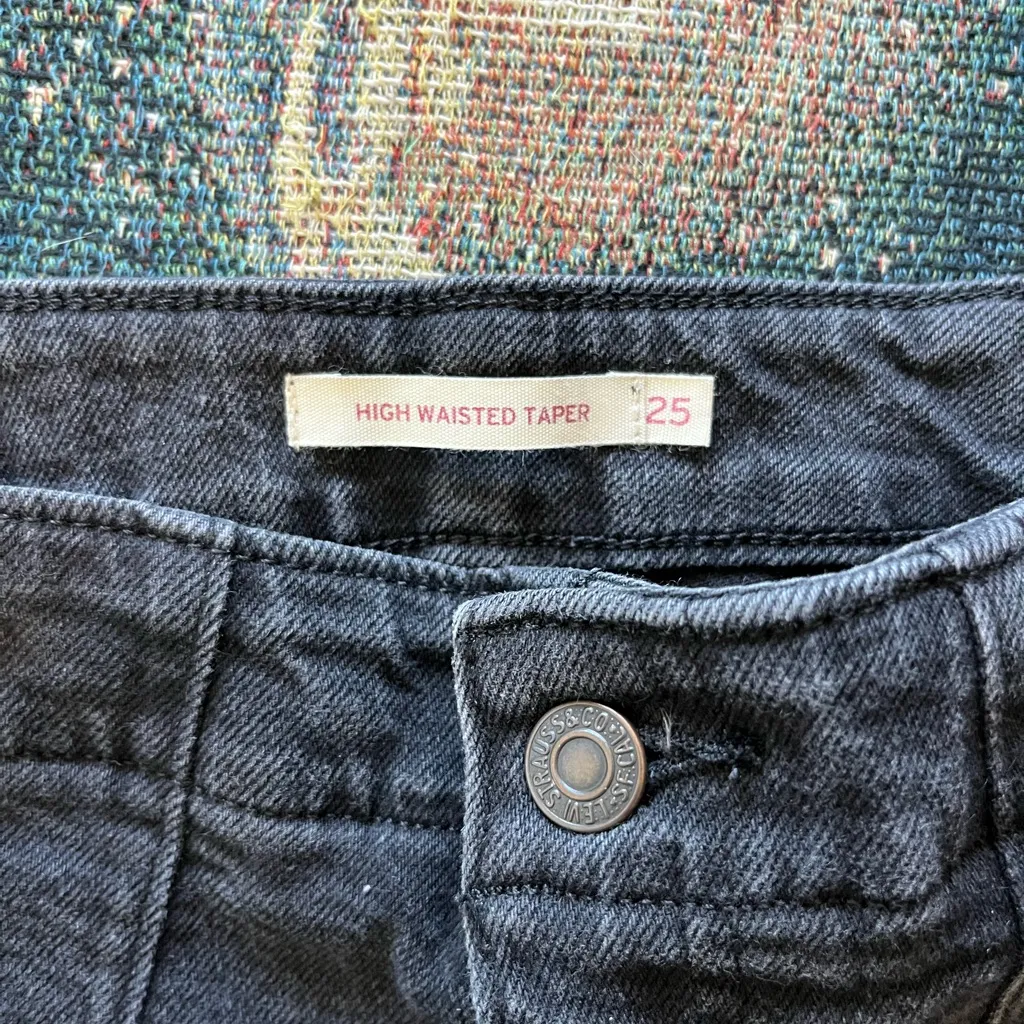 HIGH WAISTED TAPER 25
LEVI STRAUSS&CO·S.F.CAL·